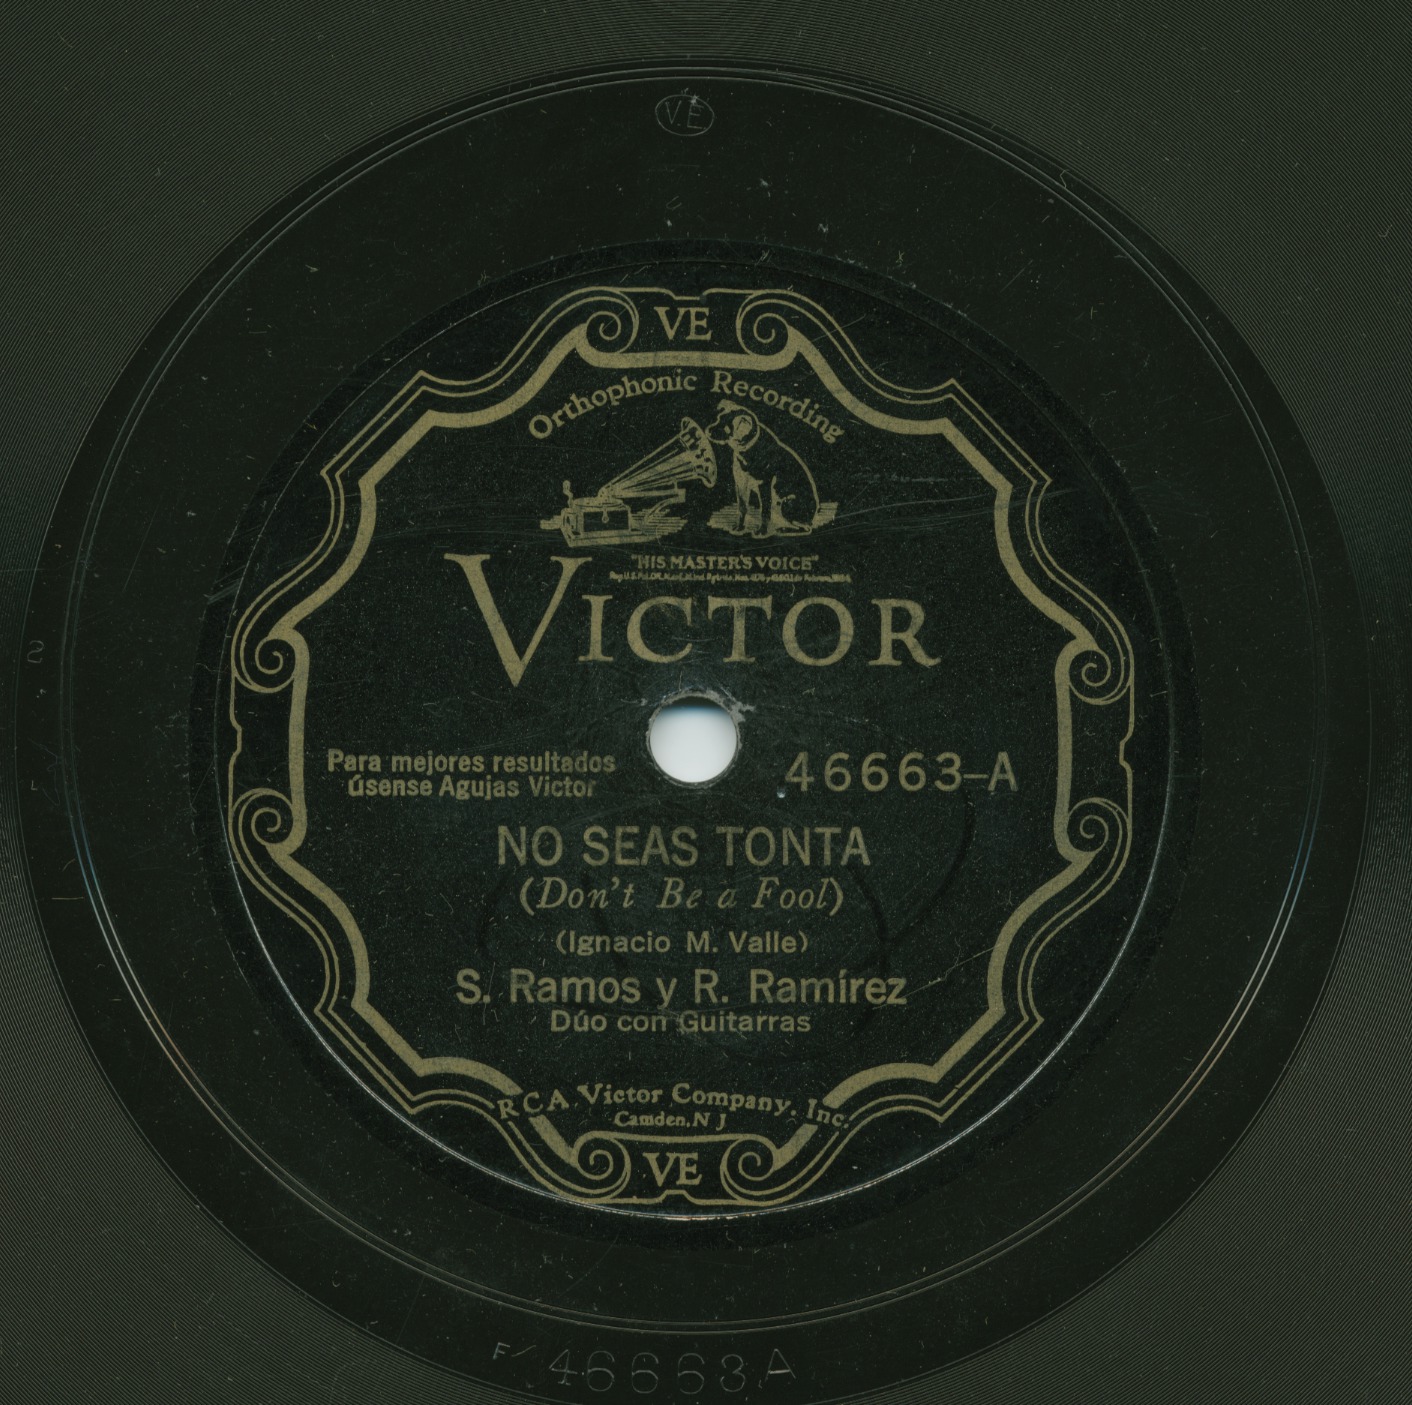 VE
VE
Orthophonic Recording
"HIS MASTER'S VOICE"
VICTOR
Para mejores resultados
úsense Agujas Victor
46663-A
NO SEAS TONTA
(Don't Be a Fool)
(Ignacio M. Valle)
S. Ramos y R. Ramírez
Dúo con Guitarras
RCA Victor Company, Inc.
Camden, N J
VE
F/ 46663A
2